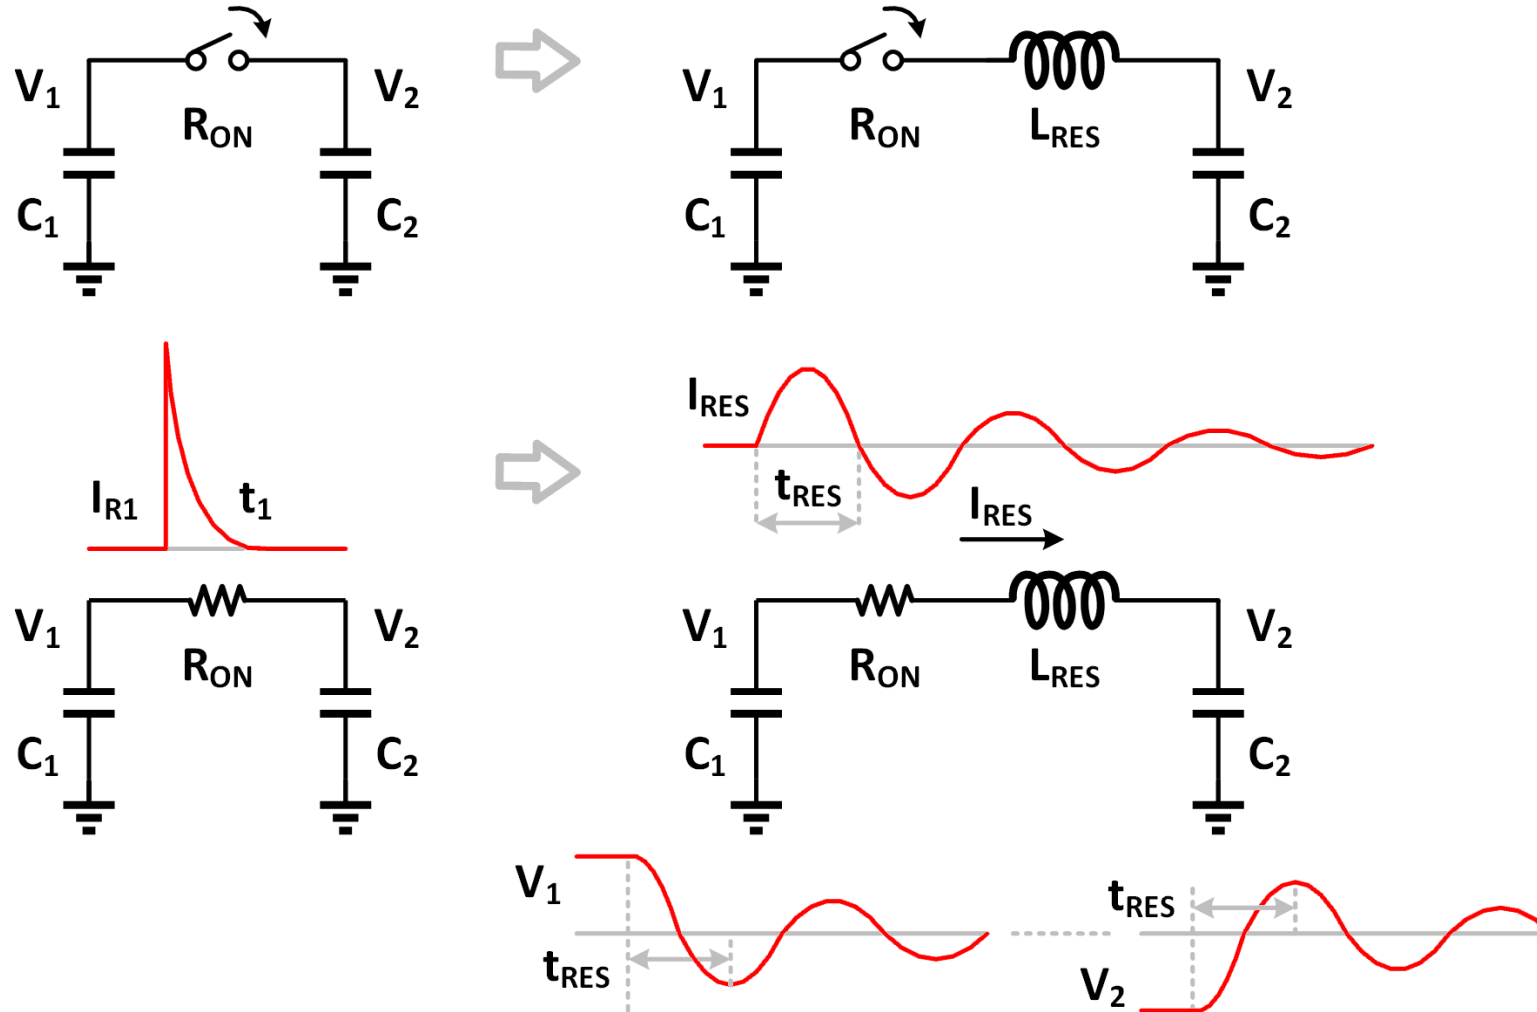 V1 V2 V1 V2
RON RON LRES
C1 C2 C1 C2
IRES
IR1 t1 tRES IRES
V1 V2 V1 V2
RON RON LRES
C1 C2 C1 C2
V1 tRES
tRES V2